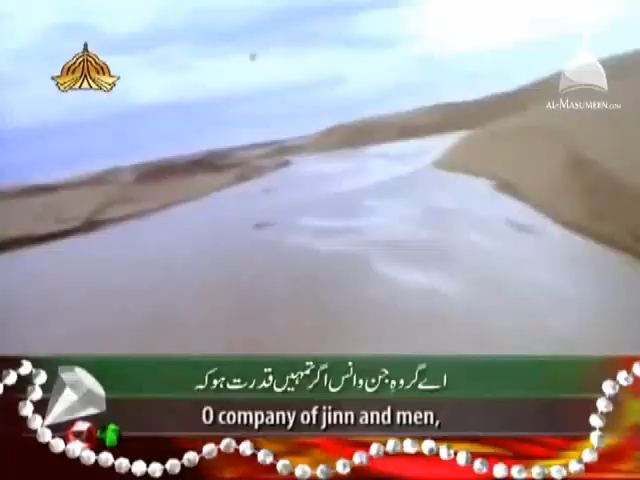 AL-MASUMEEN.COM
اے گروہِ جن وانس اگر تمہیں قدرت ہو کہ
O company of jinn and men,